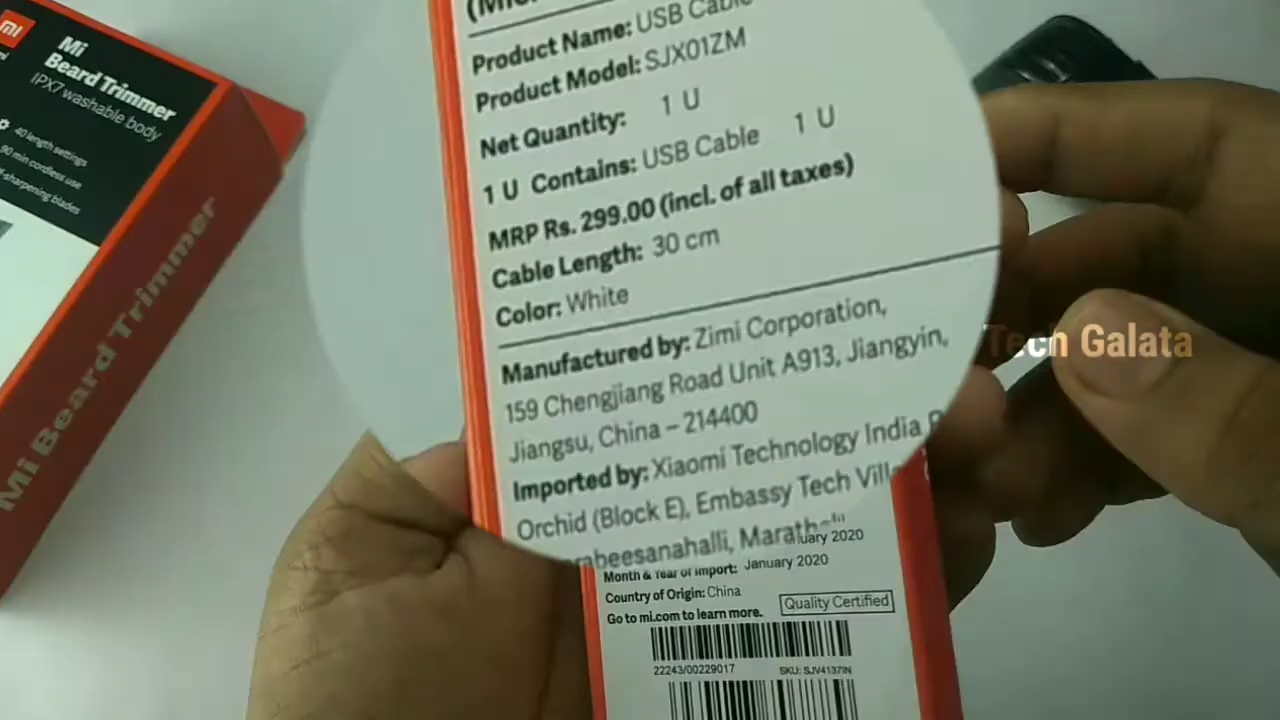 mi
Mi
Beard Trimmer
IPX7 washable body
40 length settings
90 min cordless use
Mi Beard Trimmer
Product Name: USB Cable
Product Model: SJX01ZM
Net Quantity: 1 U
1 U Contains: USB Cable 1 U
MRP Rs. 299.00 (incl. of all taxes)
Cable Length: 30 cm
Color: White
Manufactured by: Zimi Corporation,
159 Chengjiang Road Unit A913, Jiangyin,
Jiangsu, China – 214400
Imported by: Xiaomi Technology India
Orchid (Block E), Embassy Tech
2020
Month & Year of Import: January 2020
Country of Origin: China
Go to mi.com to learn more.
Quality Certified
22243/00229017
SKU: SJV4137IN
Tech Galata